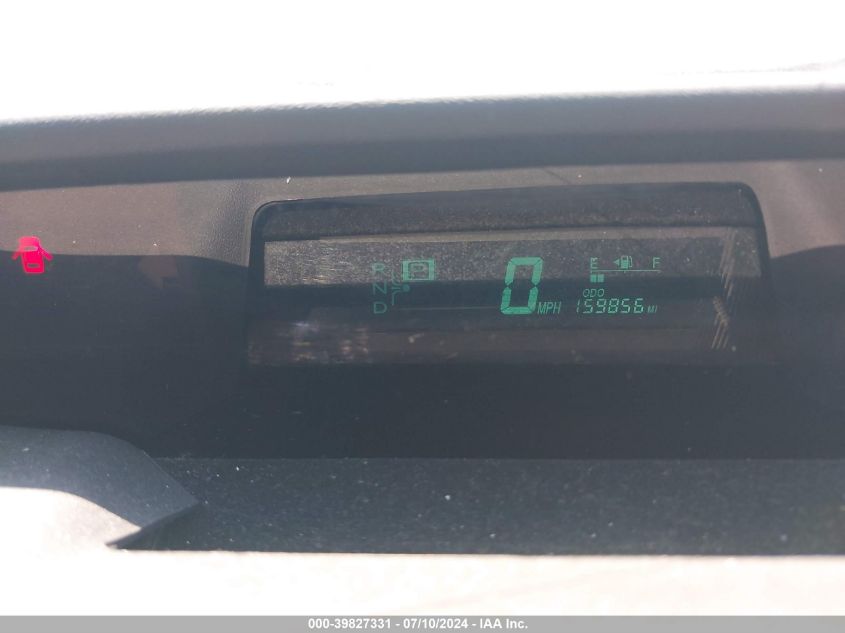 R P
N
D
0 MPH
E F
ODO
159856 MI
000-39827331 - 07/10/2024 - IAA Inc.